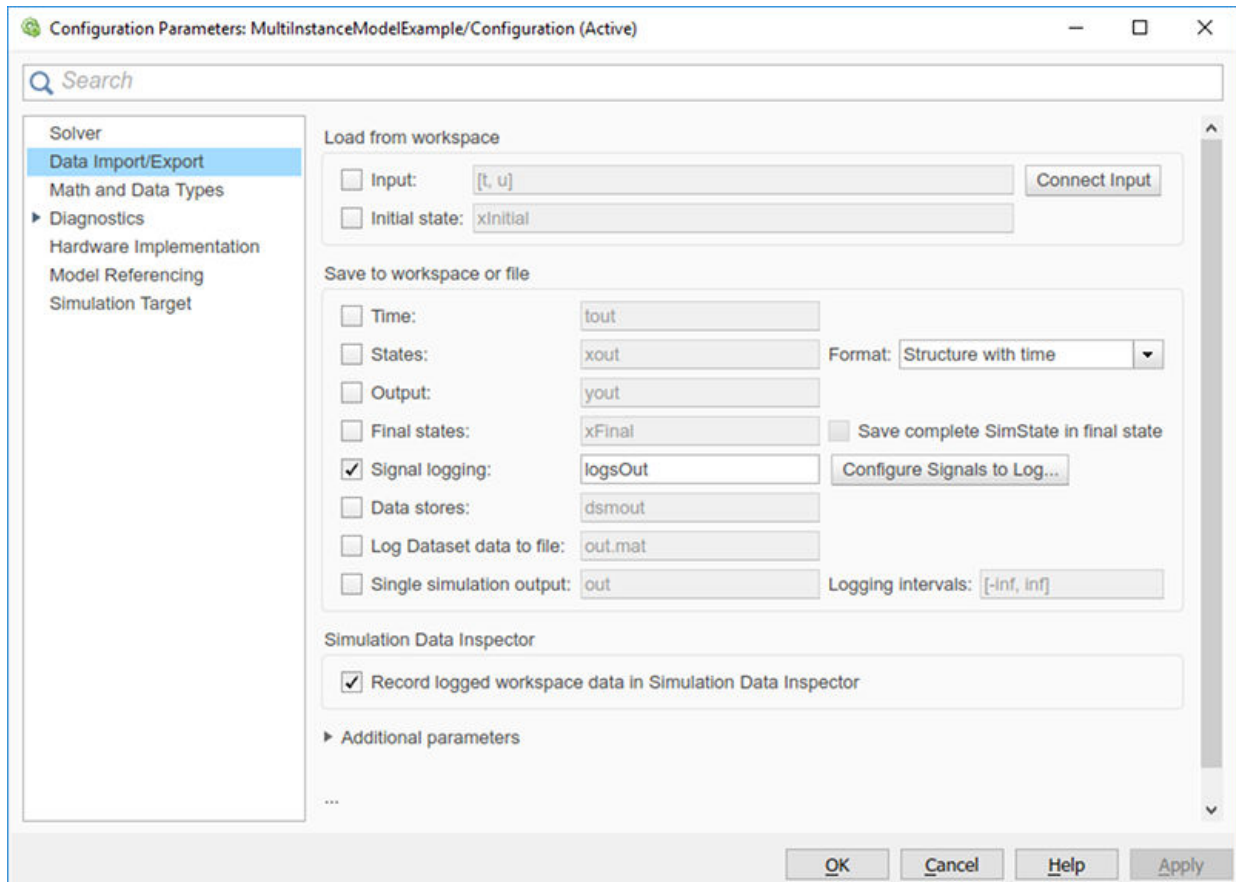 Configuration Parameters: MultiInstanceModelExample/Configuration (Active)
Search
Solver
Data Import/Export
Math and Data Types
Diagnostics
Hardware Implementation
Model Referencing
Simulation Target
Load from workspace
Input: [t, u] Connect Input
Initial state: xInitial
Save to workspace or file
Time: tout
States: xout Format: Structure with time
Output: yout
Final states: xFinal Save complete SimState in final state
Signal logging: logsOut Configure Signals to Log...
Data stores: dsmout
Log Dataset data to file: out.mat
Single simulation output: out Logging intervals: [-inf, inf]
Simulation Data Inspector
Record logged workspace data in Simulation Data Inspector
Additional parameters
...
OK Cancel Help Apply